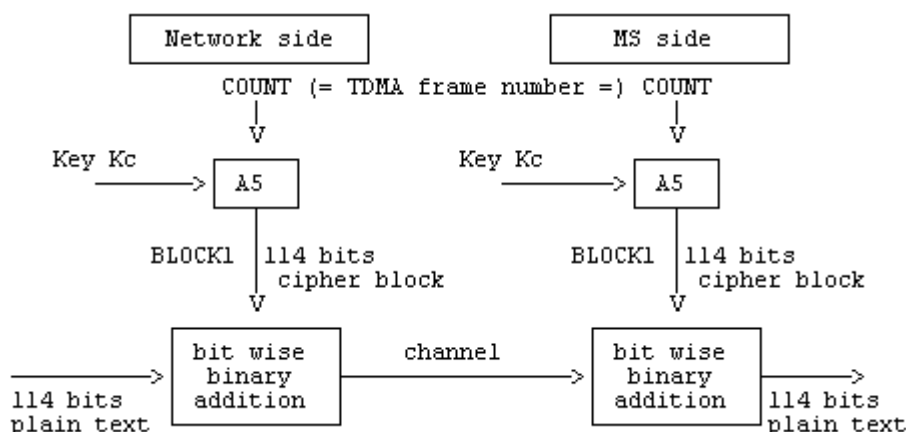 Network side
MS side
COUNT (= TDMA frame number =) COUNT
Key Kc
A5
Key Kc
A5
BLOCK1
114 bits
cipher block
BLOCK1
114 bits
cipher block
bit wise
binary
addition
channel
bit wise
binary
addition
114 bits
plain text
114 bits
plain text